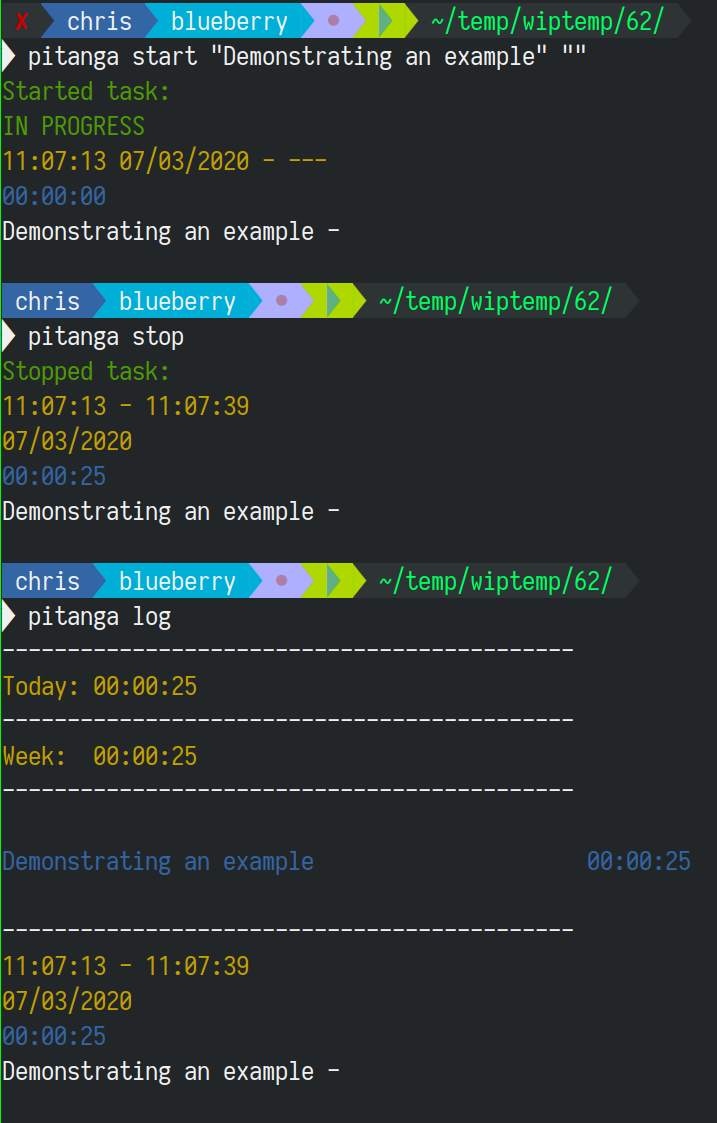 ✗ chris blueberry ~/temp/wiptemp/62/
❯ pitanga start "Demonstrating an example" ""
Started task:
IN PROGRESS
11:07:13 07/03/2020 - ---
00:00:00
Demonstrating an example -
chris blueberry ~/temp/wiptemp/62/
❯ pitanga stop
Stopped task:
11:07:13 - 11:07:39
07/03/2020
00:00:25
Demonstrating an example -
chris blueberry ~/temp/wiptemp/62/
❯ pitanga log
--------------------------------------------
Today: 00:00:25
--------------------------------------------
Week:  00:00:25
--------------------------------------------
Demonstrating an example                     00:00:25
--------------------------------------------
11:07:13 - 11:07:39
07/03/2020
00:00:25
Demonstrating an example -